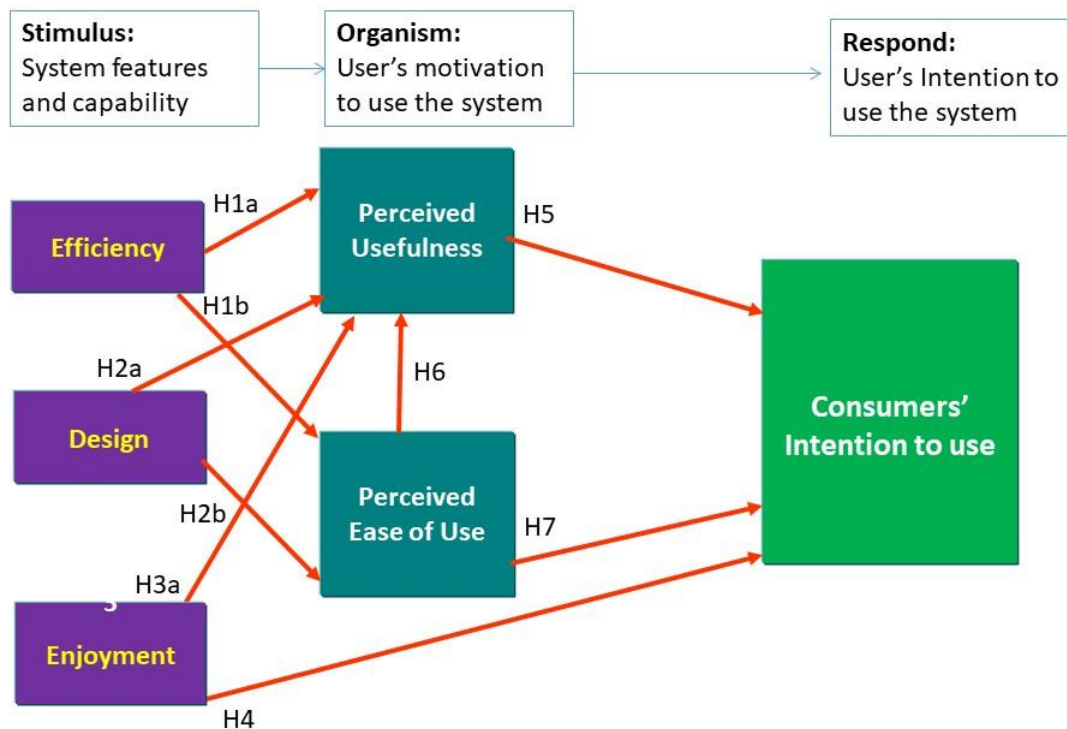 Stimulus:
System features
and capability
Organism:
User's motivation
to use the system
Respond:
User's Intention to
use the system
H1a
Efficiency
H1b
Perceived
Usefulness
H5
H2a
Design
H2b
H6
Consumers'
Intention to use
Perceived
Ease of Use
H7
H3a
Enjoyment
H4